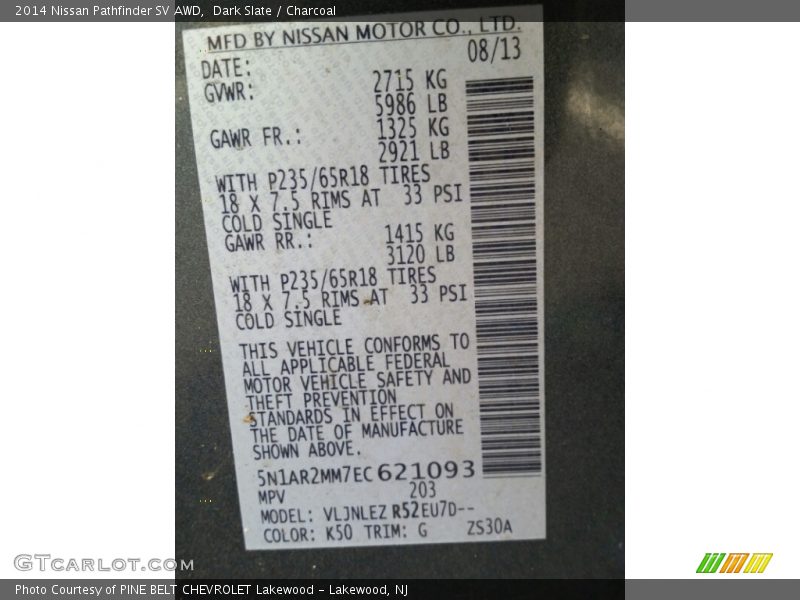 2014 Nissan Pathfinder SV AWD, Dark Slate / Charcoal
MFD BY NISSAN MOTOR CO., LTD.
DATE: 08/13
GVWR: 2715 KG
5986 LB
GAWR FR.: 1325 KG
2921 LB
WITH P235/65R18 TIRES
18 X 7.5 RIMS AT 33 PSI
COLD SINGLE
GAWR RR.: 1415 KG
3120 LB
WITH P235/65R18 TIRES
18 X 7.5 RIMS AT 33 PSI
COLD SINGLE
THIS VEHICLE CONFORMS TO
ALL APPLICABLE FEDERAL
MOTOR VEHICLE SAFETY AND
THEFT PREVENTION
STANDARDS IN EFFECT ON
THE DATE OF MANUFACTURE
SHOWN ABOVE.
5N1AR2MM7EC621093
MPV 203
MODEL: VLJNLEZ R52EU7D--
COLOR: K50 TRIM: G ZS30A
GTCarLot.com
Photo Courtesy of PINE BELT CHEVROLET Lakewood - Lakewood, NJ